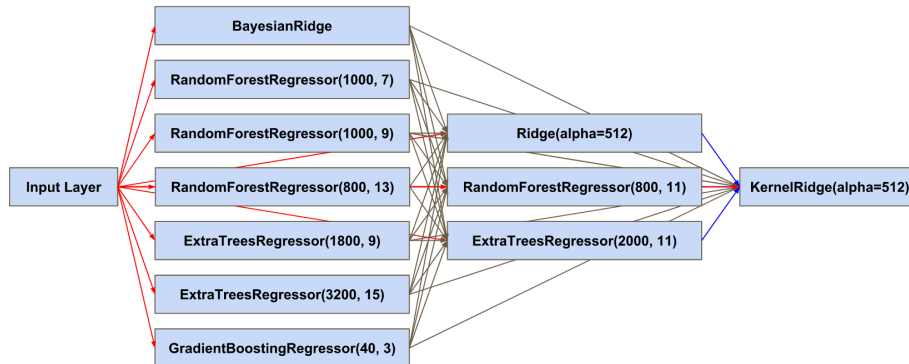 BayesianRidge
RandomForestRegressor(1000, 7)
RandomForestRegressor(1000, 9)
Ridge(alpha=512)
Input Layer
RandomForestRegressor(800, 13)
RandomForestRegressor(800, 11)
KernelRidge(alpha=512)
ExtraTreesRegressor(1800, 9)
ExtraTreesRegressor(2000, 11)
ExtraTreesRegressor(3200, 15)
GradientBoostingRegressor(40, 3)